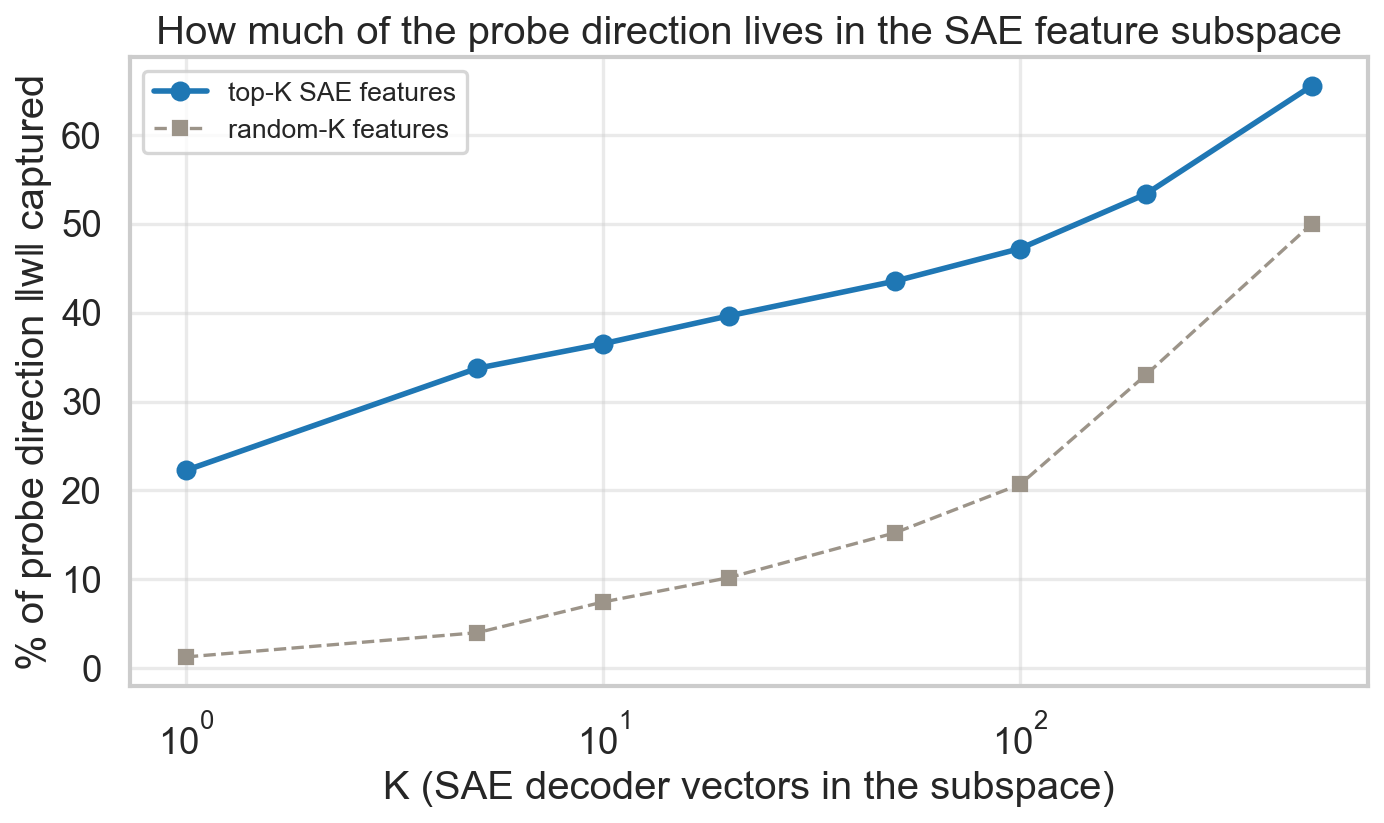 How much of the probe direction lives in the SAE feature subspace
top-K SAE features
random-K features
% of probe direction ||w|| captured
60
50
40
30
20
10
0
10⁰
10¹
10²
K (SAE decoder vectors in the subspace)